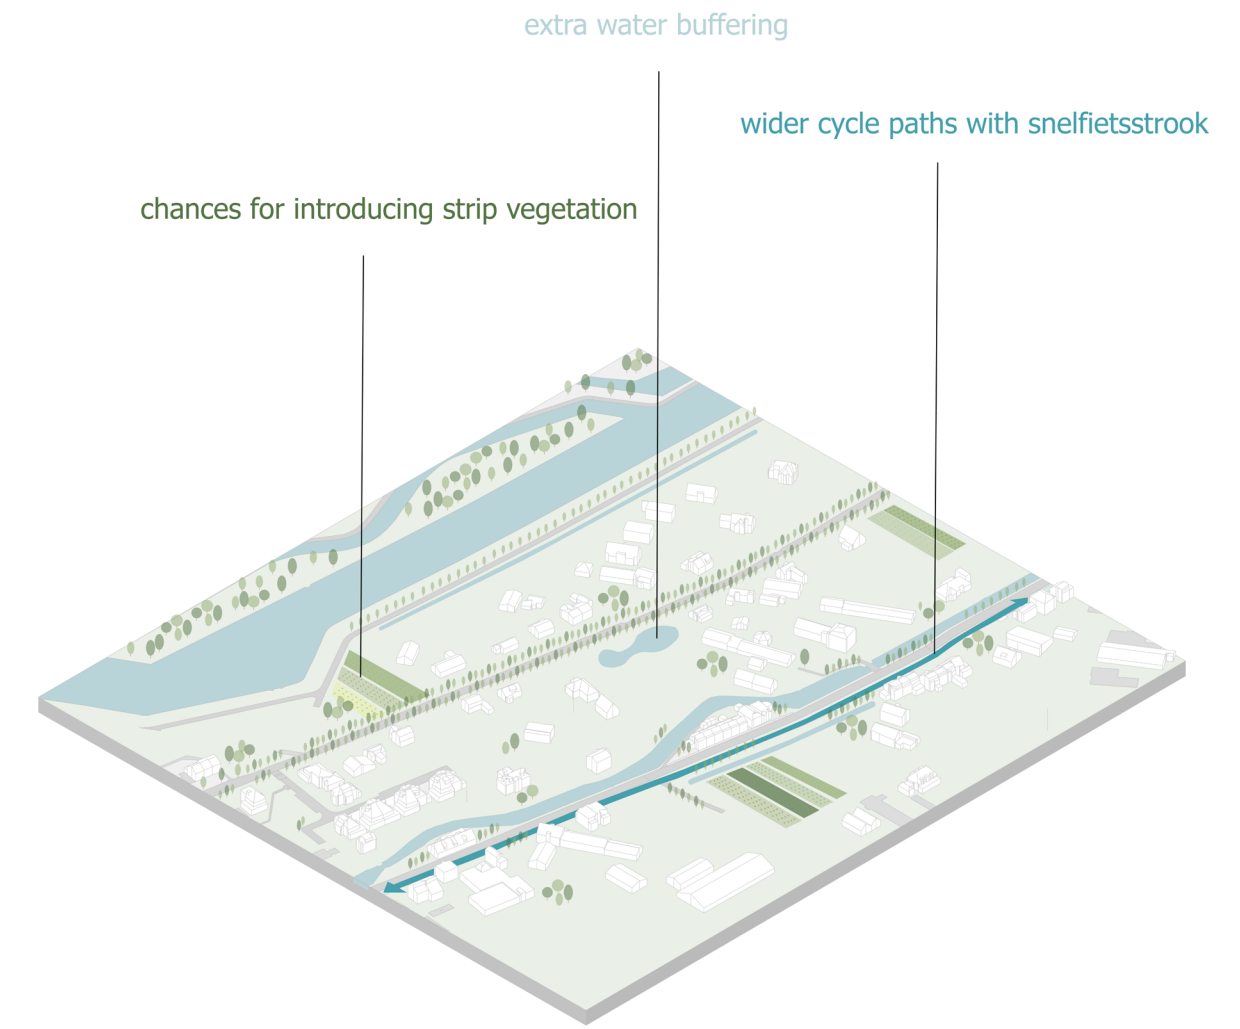 extra water buffering
wider cycle paths with snelfietsstrook
chances for introducing strip vegetation